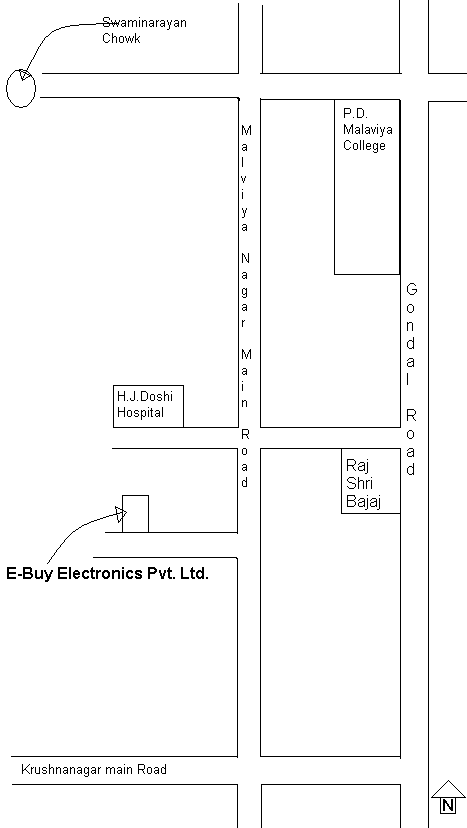 Swaminarayan
Chowk
P.D.
Malaviya
College
Malviya Nagar Main Road
Gondal Road
H.J.Doshi
Hospital
Raj
Shri
Bajaj
E-Buy Electronics Pvt. Ltd.
Krushnanagar main Road
N